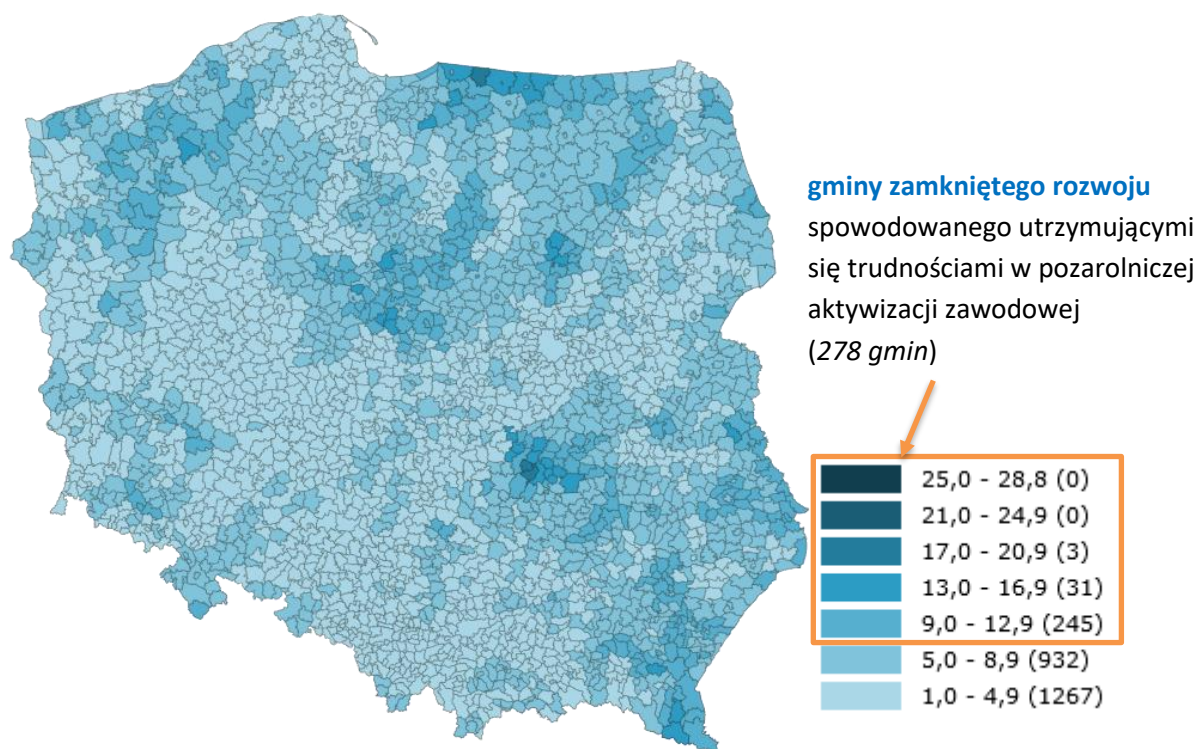 gminy zamkniętego rozwoju
spowodowanego utrzymującymi
się trudnościami w pozarolniczej
aktywizacji zawodowej
(278 gmin)
25,0 - 28,8 (0)
21,0 - 24,9 (0)
17,0 - 20,9 (3)
13,0 - 16,9 (31)
9,0 - 12,9 (245)
5,0 - 8,9 (932)
1,0 - 4,9 (1267)